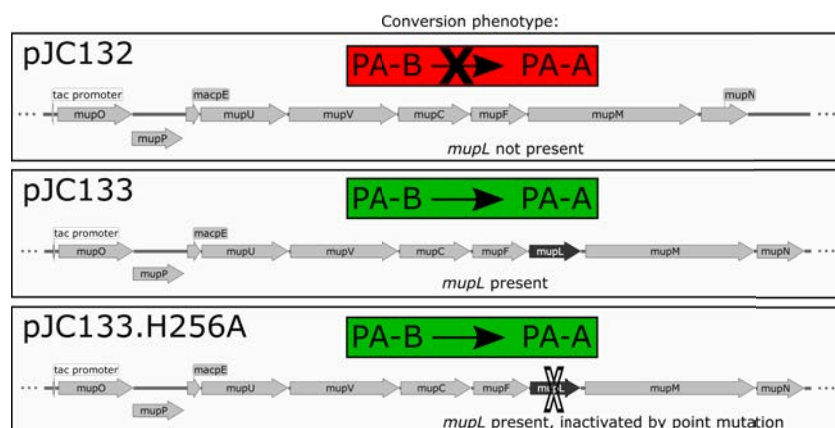 Conversion phenotype:
pJC132
PA-B X PA-A
tac promoter macpE mupN
mupO mupU mupV mupC mupF mupM
mupP
mupL not present
pJC133
PA-B PA-A
tac promoter macpE
mupO mupU mupV mupC mupF mupL mupM mupN
mupP
mupL present
pJC133.H256A
PA-B PA-A
tac promoter macpE
mupO mupU mupV mupC mupF mupL mupM mupN
mupP
mupL present, inactivated by point mutation